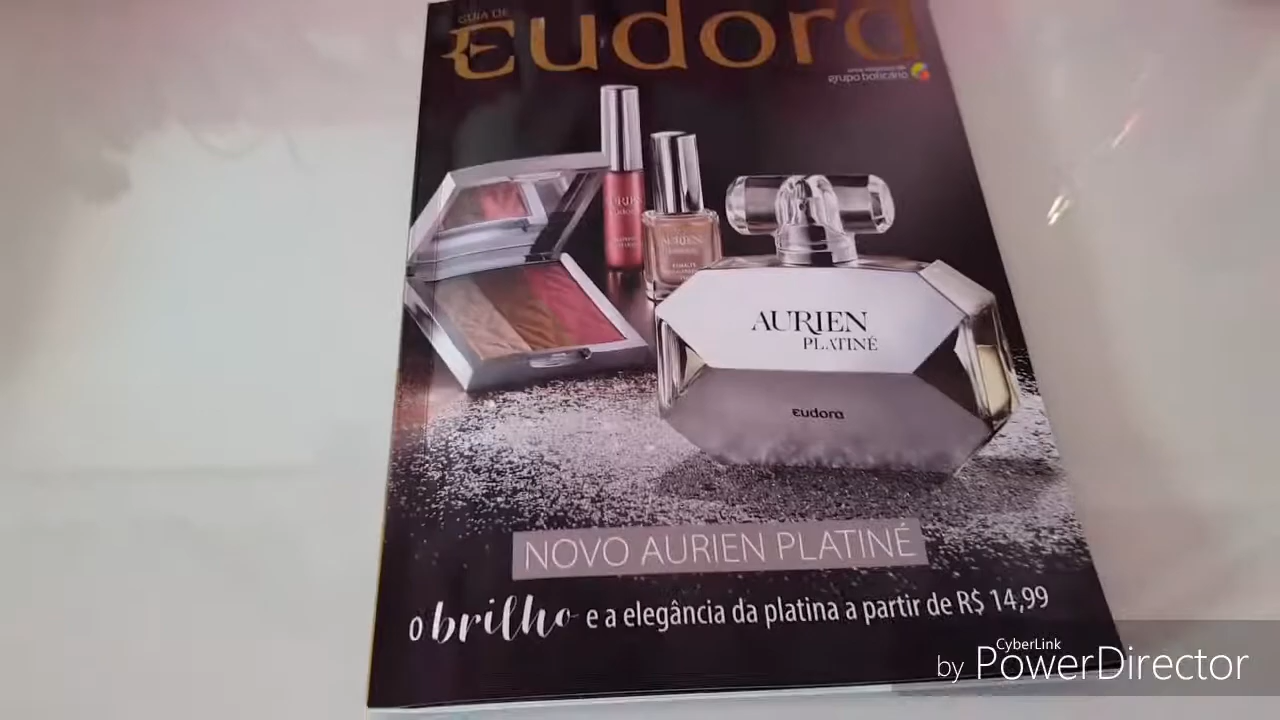 GUIA DE
Eudora
grupo boticário
AURIEN
AURIEN
PLATINÉ
Eudora
NOVO AURIEN PLATINÉ
o brilho e a elegância da platina a partir de R$ 14,99
CyberLink
by PowerDirector